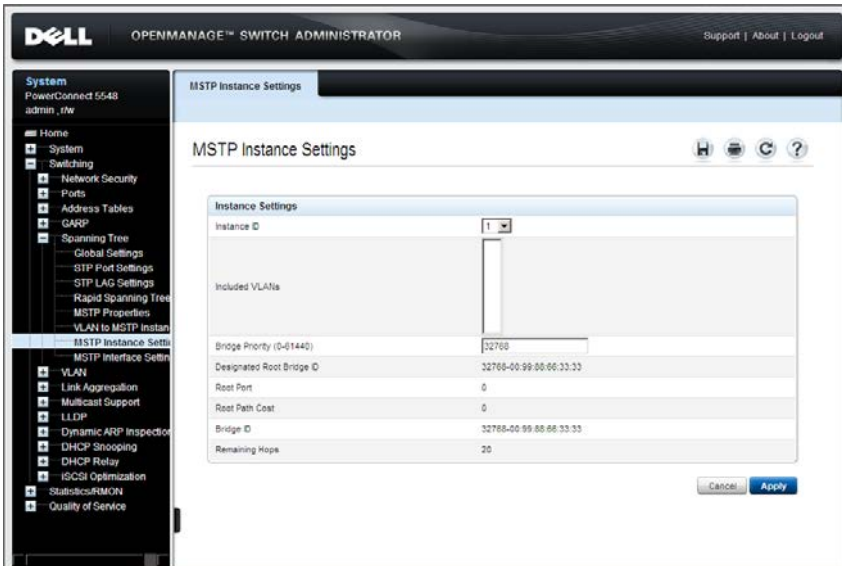 DELL
OPENMANAGE™ SWITCH ADMINISTRATOR
Support | About | Logout
System
PowerConnect 5548
admin ,r/w
Home
System
Switching
Network Security
Ports
Address Tables
GARP
Spanning Tree
Global Settings
STP Port Settings
STP LAG Settings
Rapid Spanning Tree
MSTP Properties
VLAN to MSTP Instan
MSTP Instance Setti
MSTP Interface Settin
VLAN
Link Aggregation
Multicast Support
LLDP
Dynamic ARP Inspection
DHCP Snooping
DHCP Relay
iSCSI Optimization
Statistics/RMON
Quality of Service
MSTP Instance Settings
MSTP Instance Settings
Instance Settings
Instance ID 1
Included VLANs
Bridge Priority (0-61440) 32768
Designated Root Bridge ID 32768-00:99:88:66:33:33
Root Port 0
Root Path Cost 0
Bridge ID 32768-00:99:88:66:33:33
Remaining Hops 20
Cancel Apply